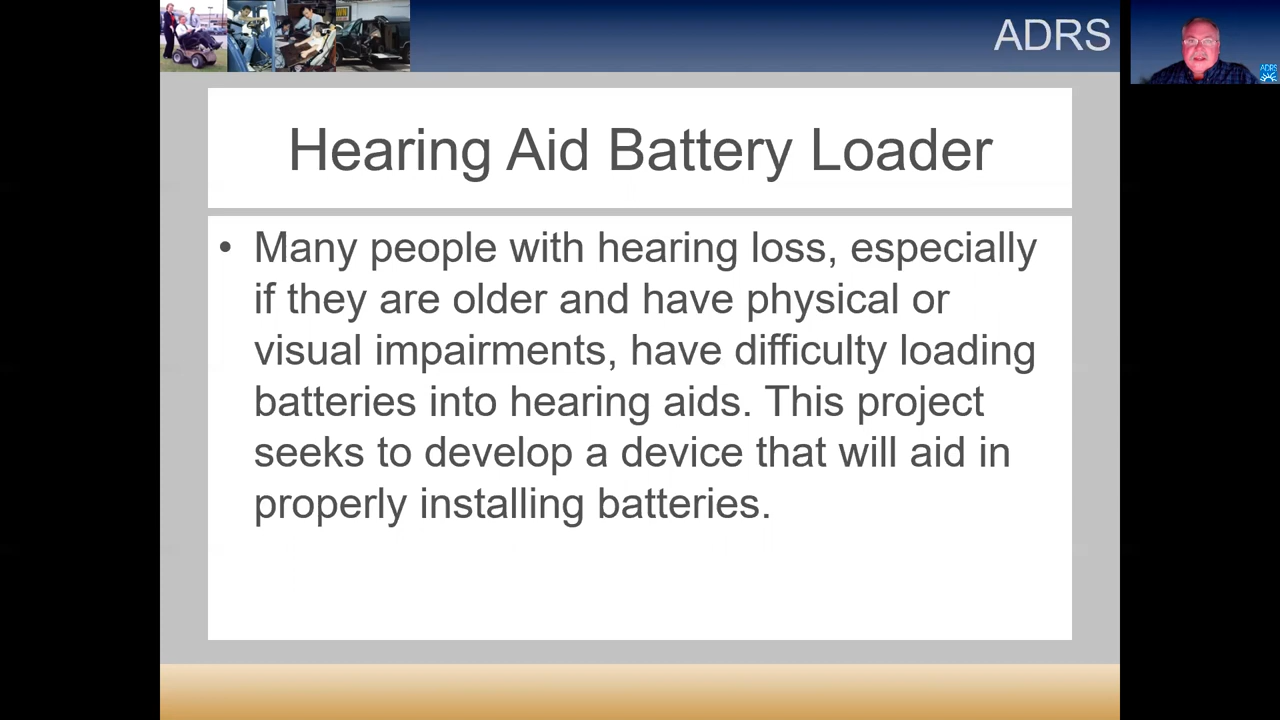 ADRS
ADRS
Hearing Aid Battery Loader
• Many people with hearing loss, especially
if they are older and have physical or
visual impairments, have difficulty loading
batteries into hearing aids. This project
seeks to develop a device that will aid in
properly installing batteries.